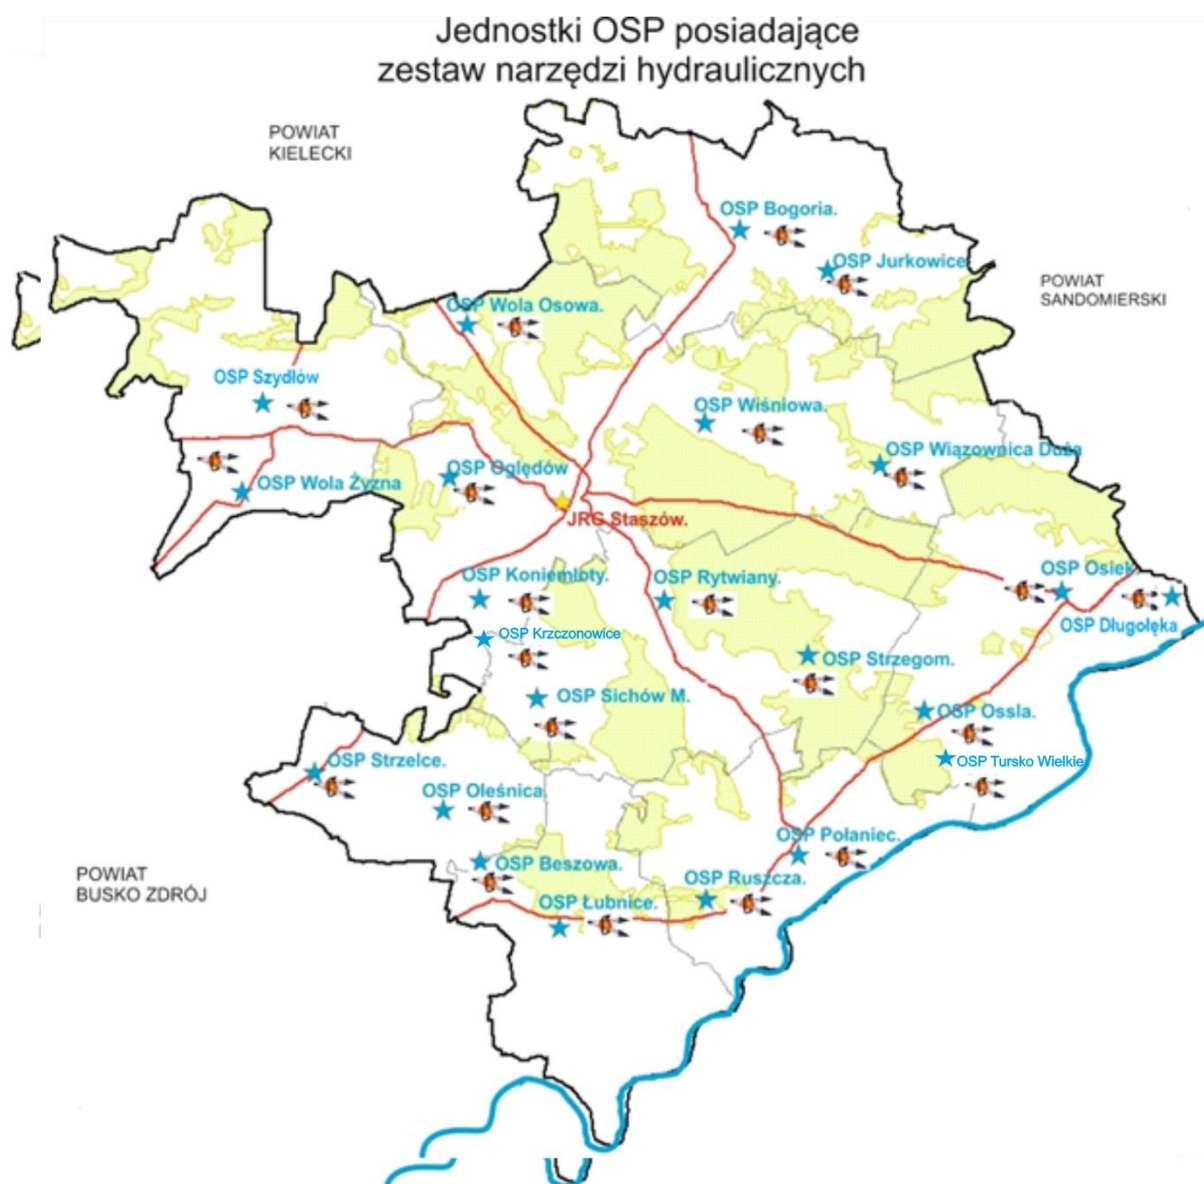 Jednostki OSP posiadające
zestaw narzędzi hydraulicznych
POWIAT
KIELECKI
OSP Bogoria.
OSP Jurkowice.
POWIAT
SANDOMIERSKI
OSP Wola Osowa.
OSP Szydłów
OSP Wiśniowa.
OSP Wiązownica Duża
OSP Oględów
OSP Wola Żyzna
JRG Staszów.
OSP Koniemłoty.
OSP Rytwiany.
OSP Osiek.
OSP Długołęka
OSP Krzczonowice
OSP Strzegom.
OSP Sichów M.
OSP Ossla.
OSP Strzelce.
OSP Tursko Wielkie
OSP Oleśnica.
OSP Połaniec.
OSP Beszowa.
OSP Ruszcza.
POWIAT
BUSKO ZDRÓJ
OSP Łubnice.